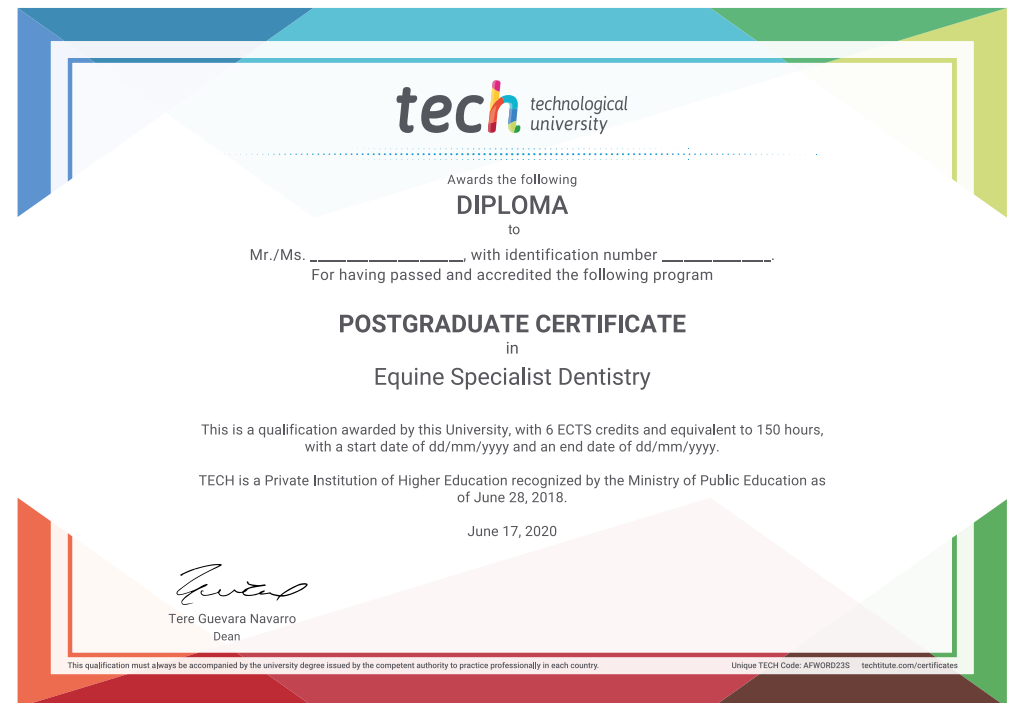 tech technological
university
Awards the following
DIPLOMA
to
Mr./Ms. ____________________, with identification number ______________.
For having passed and accredited the following program
POSTGRADUATE CERTIFICATE
in
Equine Specialist Dentistry
This is a qualification awarded by this University, with 6 ECTS credits and equivalent to 150 hours,
with a start date of dd/mm/yyyy and an end date of dd/mm/yyyy.
TECH is a Private Institution of Higher Education recognized by the Ministry of Public Education as
of June 28, 2018.
June 17, 2020
Tere Guevara Navarro
Dean
This qualification must always be accompanied by the university degree issued by the competent authority to practice professionally in each country. Unique TECH Code: AFWORD23S techtitute.com/certificates